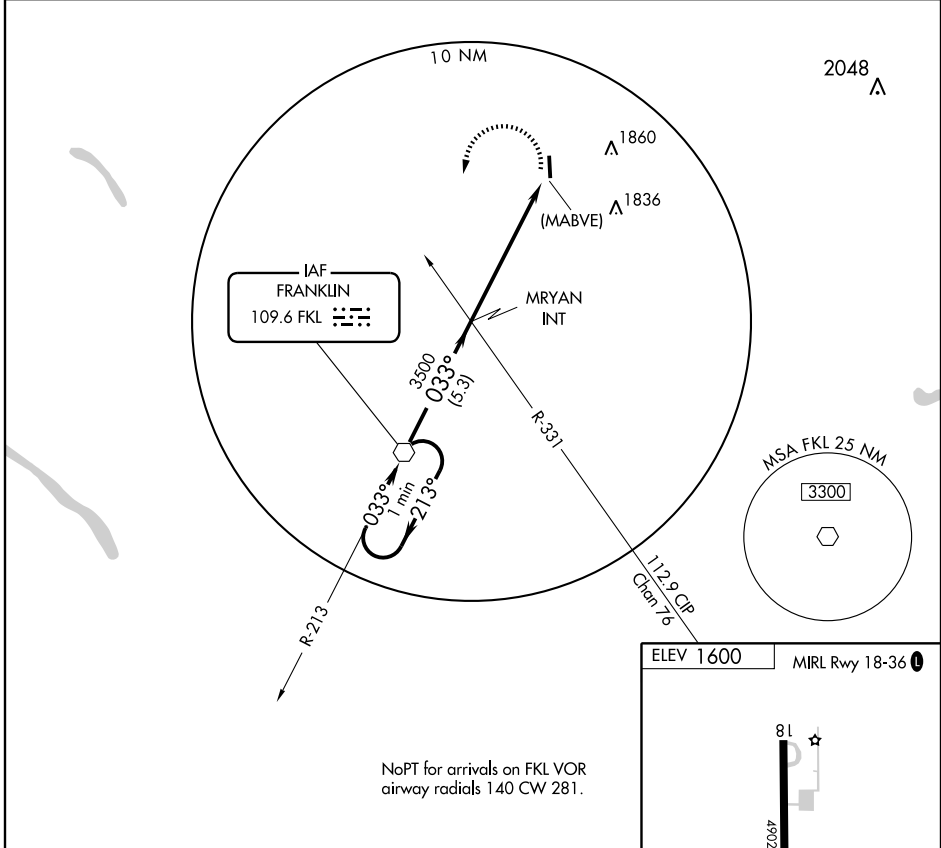 10 NM
2048
1860
1836
(MABVE)
IAF
FRANKLIN
109.6 FKL
MRYAN
INT
3500
033°
(5.3)
R-331
033°
1 min
213°
MSA FKL 25 NM
3300
112.9 CIP
Chan 76
R-213
ELEV 1600
MIRL Rwy 18-36 L
18
4902
NoPT for arrivals on FKL VOR
airway radials 140 CW 281.